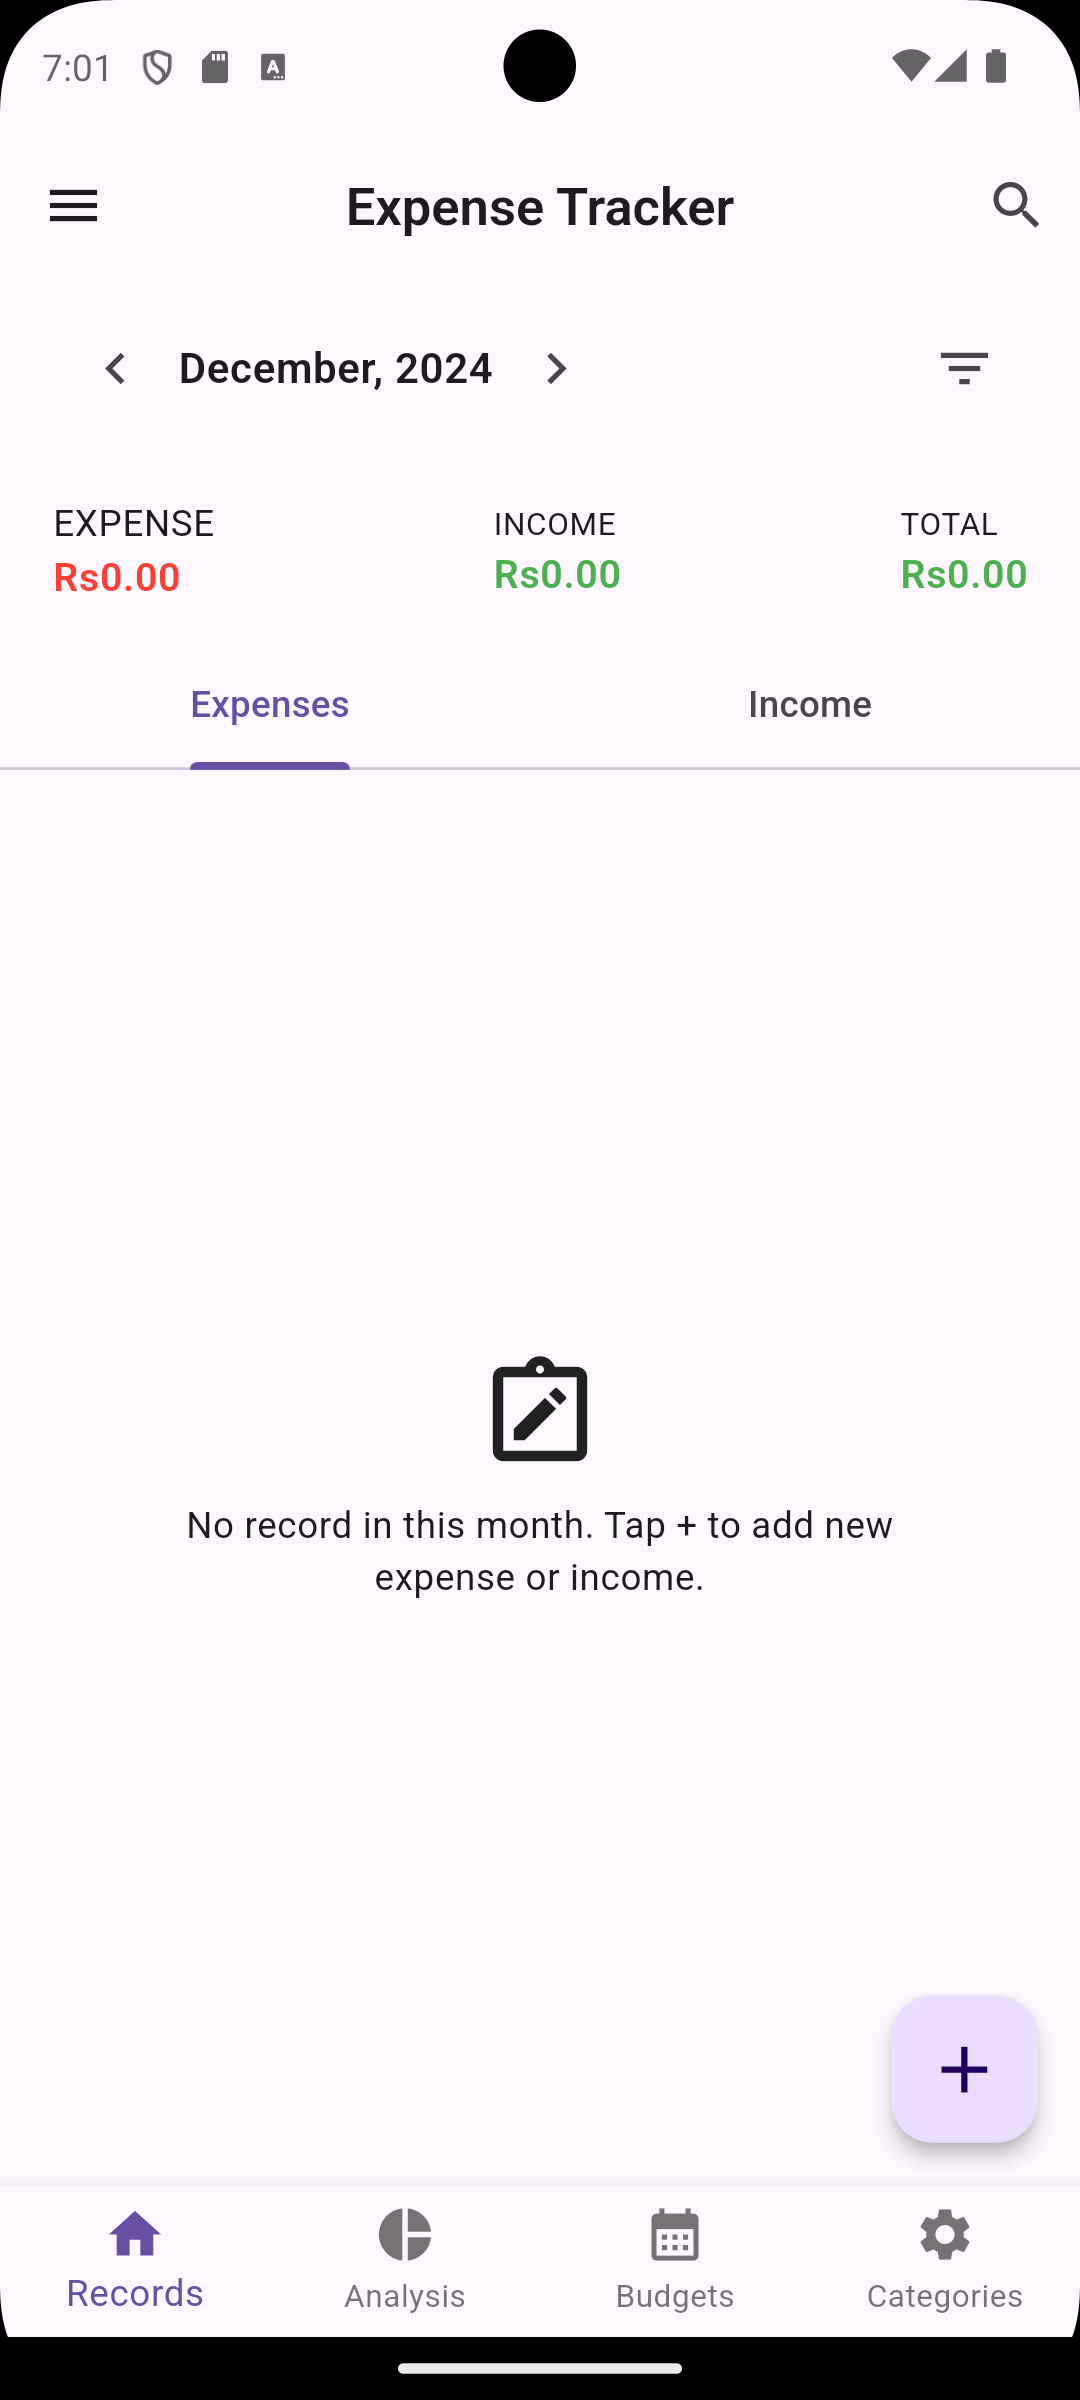 7:01
Expense Tracker
December, 2024
EXPENSE INCOME TOTAL
Rs0.00 Rs0.00 Rs0.00
Expenses Income
No record in this month. Tap + to add new
expense or income.
Records Analysis Budgets Categories